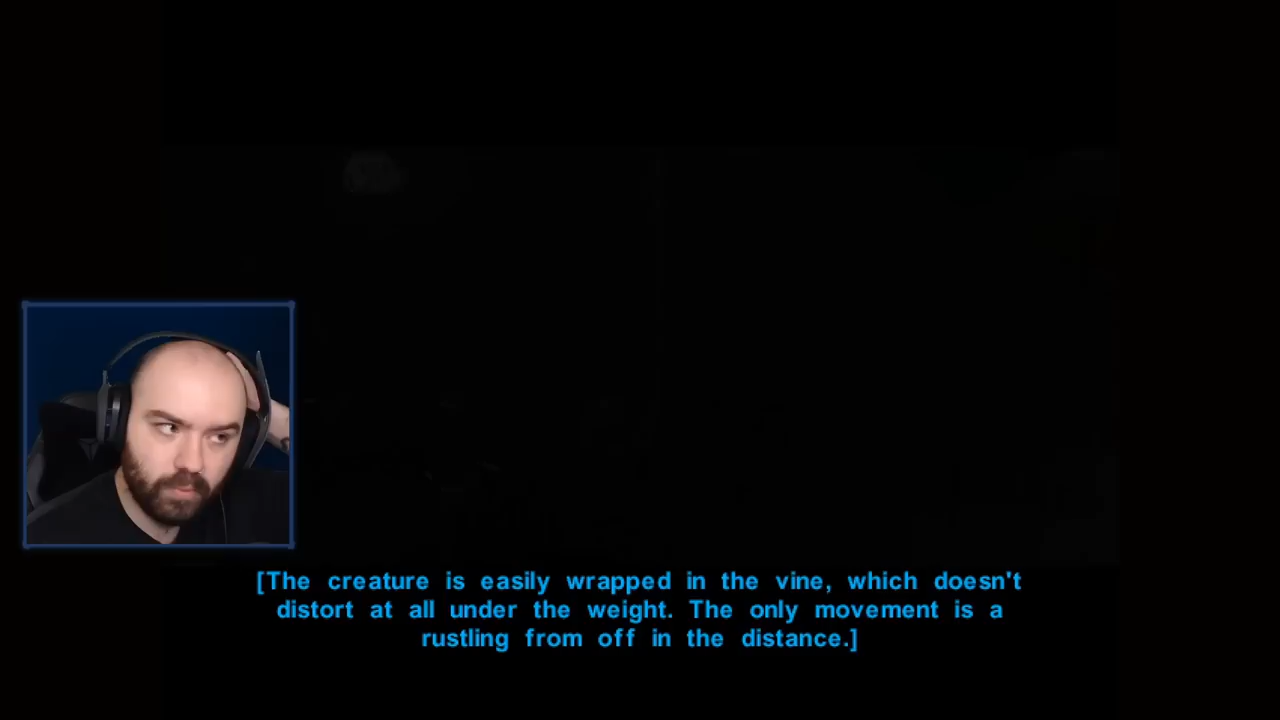 [The creature is easily wrapped in the vine, which doesn't
distort at all under the weight. The only movement is a
rustling from off in the distance.]